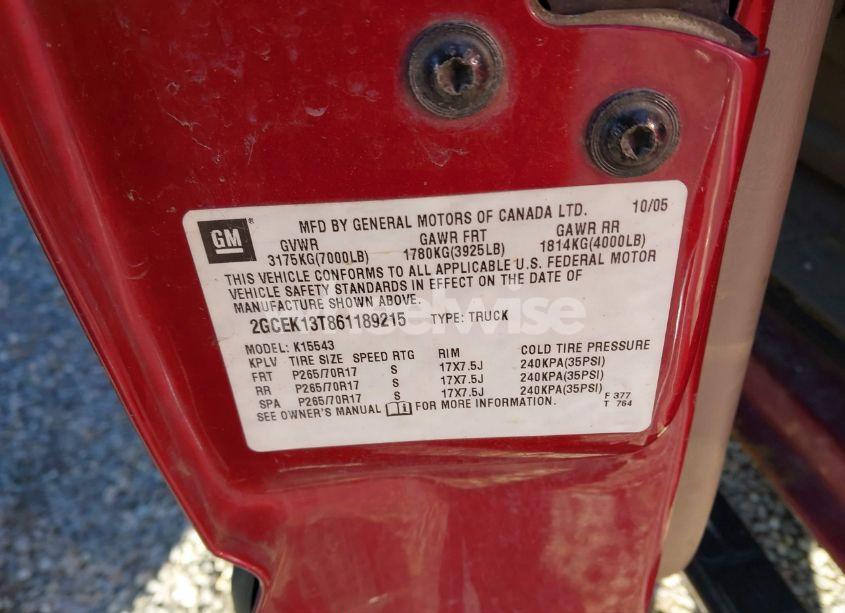 GM
MFD BY GENERAL MOTORS OF CANADA LTD. 10/05
GVWR GAWR FRT GAWR RR
3175KG(7000LB) 1780KG(3925LB) 1814KG(4000LB)
THIS VEHICLE CONFORMS TO ALL APPLICABLE U.S. FEDERAL MOTOR
VEHICLE SAFETY STANDARDS IN EFFECT ON THE DATE OF
MANUFACTURE SHOWN ABOVE.
2GCEK13T861189215 TYPE: TRUCK
MODEL: K15543
KPLV TIRE SIZE SPEED RTG RIM COLD TIRE PRESSURE
FRT P265/70R17 S 17X7.5J 240KPA(35PSI)
RR P265/70R17 S 17X7.5J 240KPA(35PSI)
SPA P265/70R17 S 17X7.5J 240KPA(35PSI)
SEE OWNER'S MANUAL FOR MORE INFORMATION.
F 377
T 764